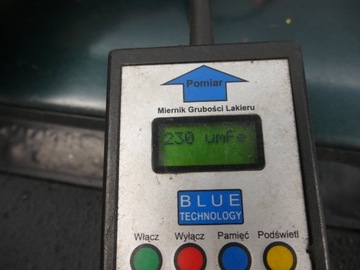 Pomiar
Miernik Grubości Lakieru
230 umFe
BLUE
TECHNOLOGY
Włącz Wyłącz Pamięć Podświetl